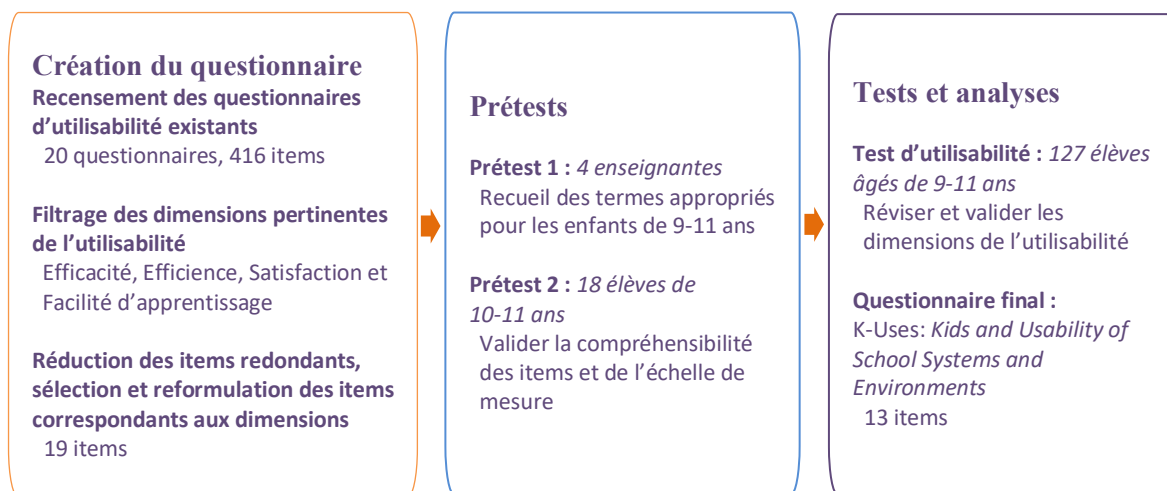 Création du questionnaire
Recensement des questionnaires
d’utilisabilité existants
20 questionnaires, 416 items
Filtrage des dimensions pertinentes
de l’utilisabilité
Efficacité, Efficience, Satisfaction et
Facilité d’apprentissage
Réduction des items redondants,
sélection et reformulation des items
correspondants aux dimensions
19 items
Prétests
Prétest 1 : 4 enseignantes
Recueil des termes appropriés
pour les enfants de 9-11 ans
Prétest 2 : 18 élèves de
10-11 ans
Valider la compréhensibilité
des items et de l’échelle de
mesure
Tests et analyses
Test d’utilisabilité : 127 élèves
âgés de 9-11 ans
Réviser et valider les
dimensions de l’utilisabilité
Questionnaire final :
K-Uses: Kids and Usability of
School Systems and
Environments
13 items